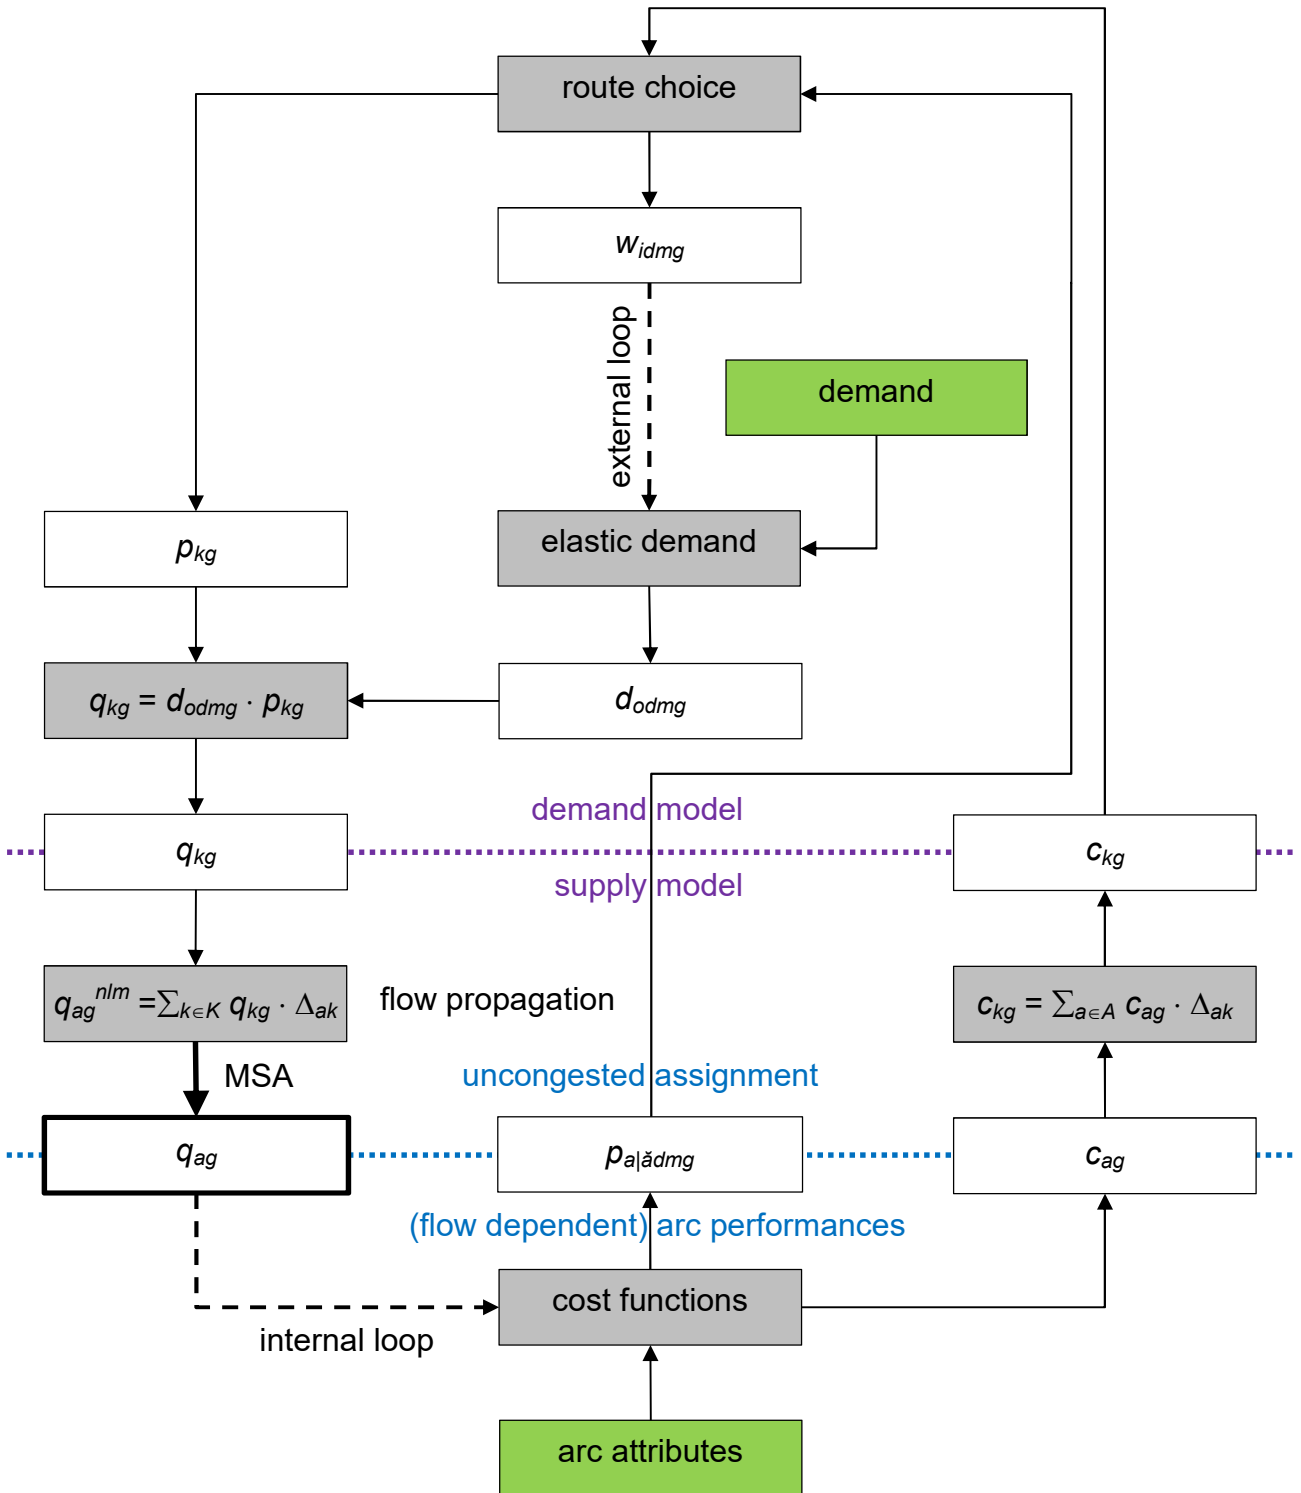 route choice
w_idmg
external loop
demand
p_kg
elastic demand
q_kg = d_odmg · p_kg
d_odmg
demand model
q_kg
c_kg
supply model
q_ag^nlm =∑_k∈K q_kg · Δ_ak
flow propagation
c_kg = ∑_a∈A c_ag · Δ_ak
MSA
uncongested assignment
q_ag
p_a|ădmg
c_ag
(flow dependent) arc performances
cost functions
internal loop
arc attributes